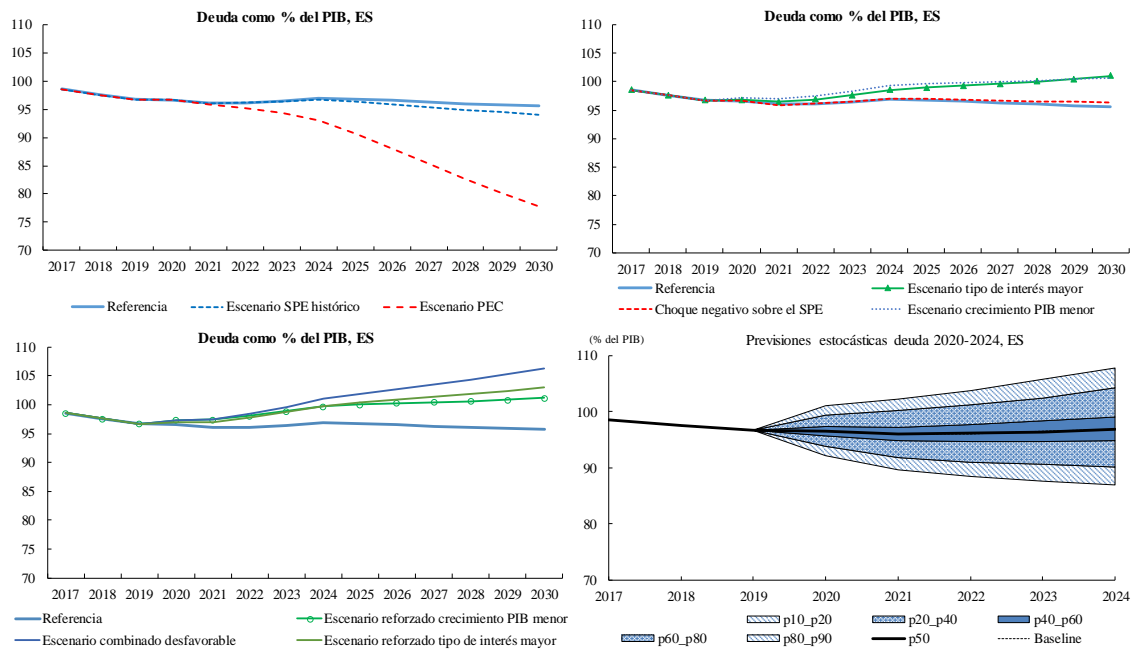 Deuda como % del PIB, ES
110
105
100
95
90
85
80
75
70
2017 2018 2019 2020 2021 2022 2023 2024 2025 2026 2027 2028 2029 2030
Referencia Escenario SPE histórico Escenario PEC
Deuda como % del PIB, ES
110
105
100
95
90
85
80
75
70
2017 2018 2019 2020 2021 2022 2023 2024 2025 2026 2027 2028 2029 2030
Referencia Escenario tipo de interés mayor
Choque negativo sobre el SPE Escenario crecimiento PIB menor
Deuda como % del PIB, ES
110
105
100
95
90
85
80
75
70
2017 2018 2019 2020 2021 2022 2023 2024 2025 2026 2027 2028 2029 2030
Referencia Escenario reforzado crecimiento PIB menor
Escenario combinado desfavorable Escenario reforzado tipo de interés mayor
(% del PIB) Previsiones estocásticas deuda 2020-2024, ES
110
100
90
80
70
2017 2018 2019 2020 2021 2022 2023 2024
p10_p20 p20_p40 p40_p60
p60_p80 p80_p90 p50 Baseline